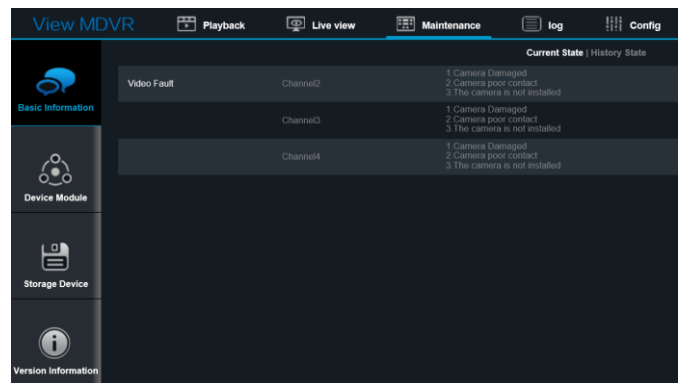 View MDVR
Playback
Live view
Maintenance
log
Config
Current State | History State
Basic Information
Device Module
Storage Device
Version Information
Video Fault
Channel2
1.Camera Damaged
2.Camera poor contact
3.The camera is not installed
Channel3
1.Camera Damaged
2.Camera poor contact
3.The camera is not installed
Channel4
1.Camera Damaged
2.Camera poor contact
3.The camera is not installed